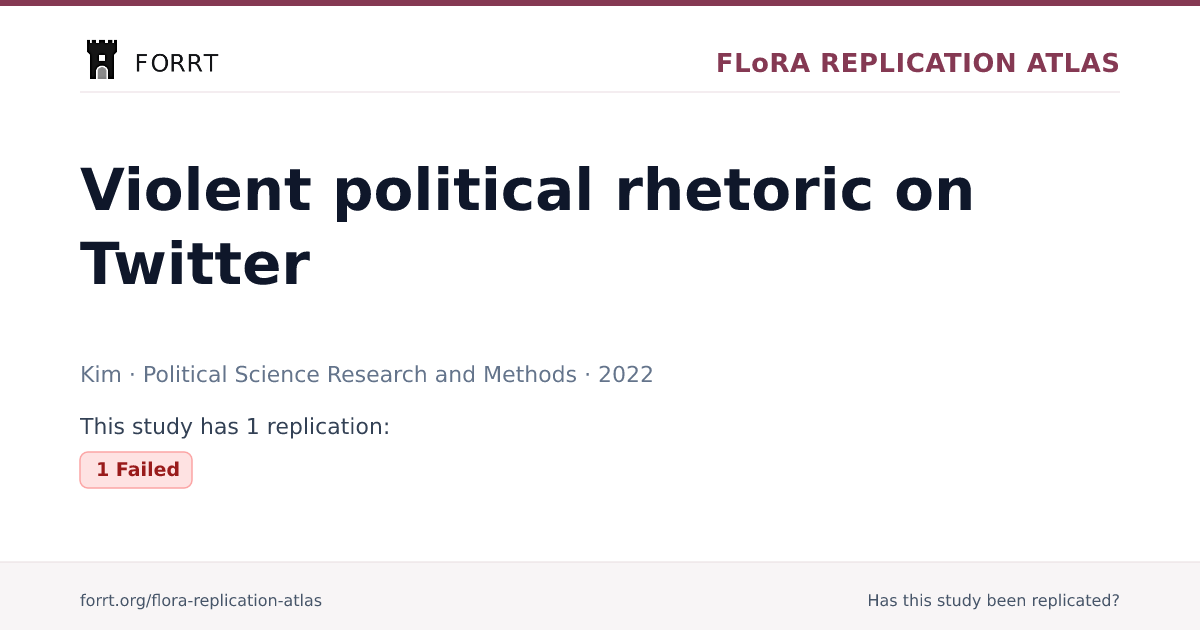 FORRT
FLoRA REPLICATION ATLAS
Violent political rhetoric on
Twitter
Kim · Political Science Research and Methods · 2022
This study has 1 replication:
1 Failed
forrt.org/flora-replication-atlas
Has this study been replicated?